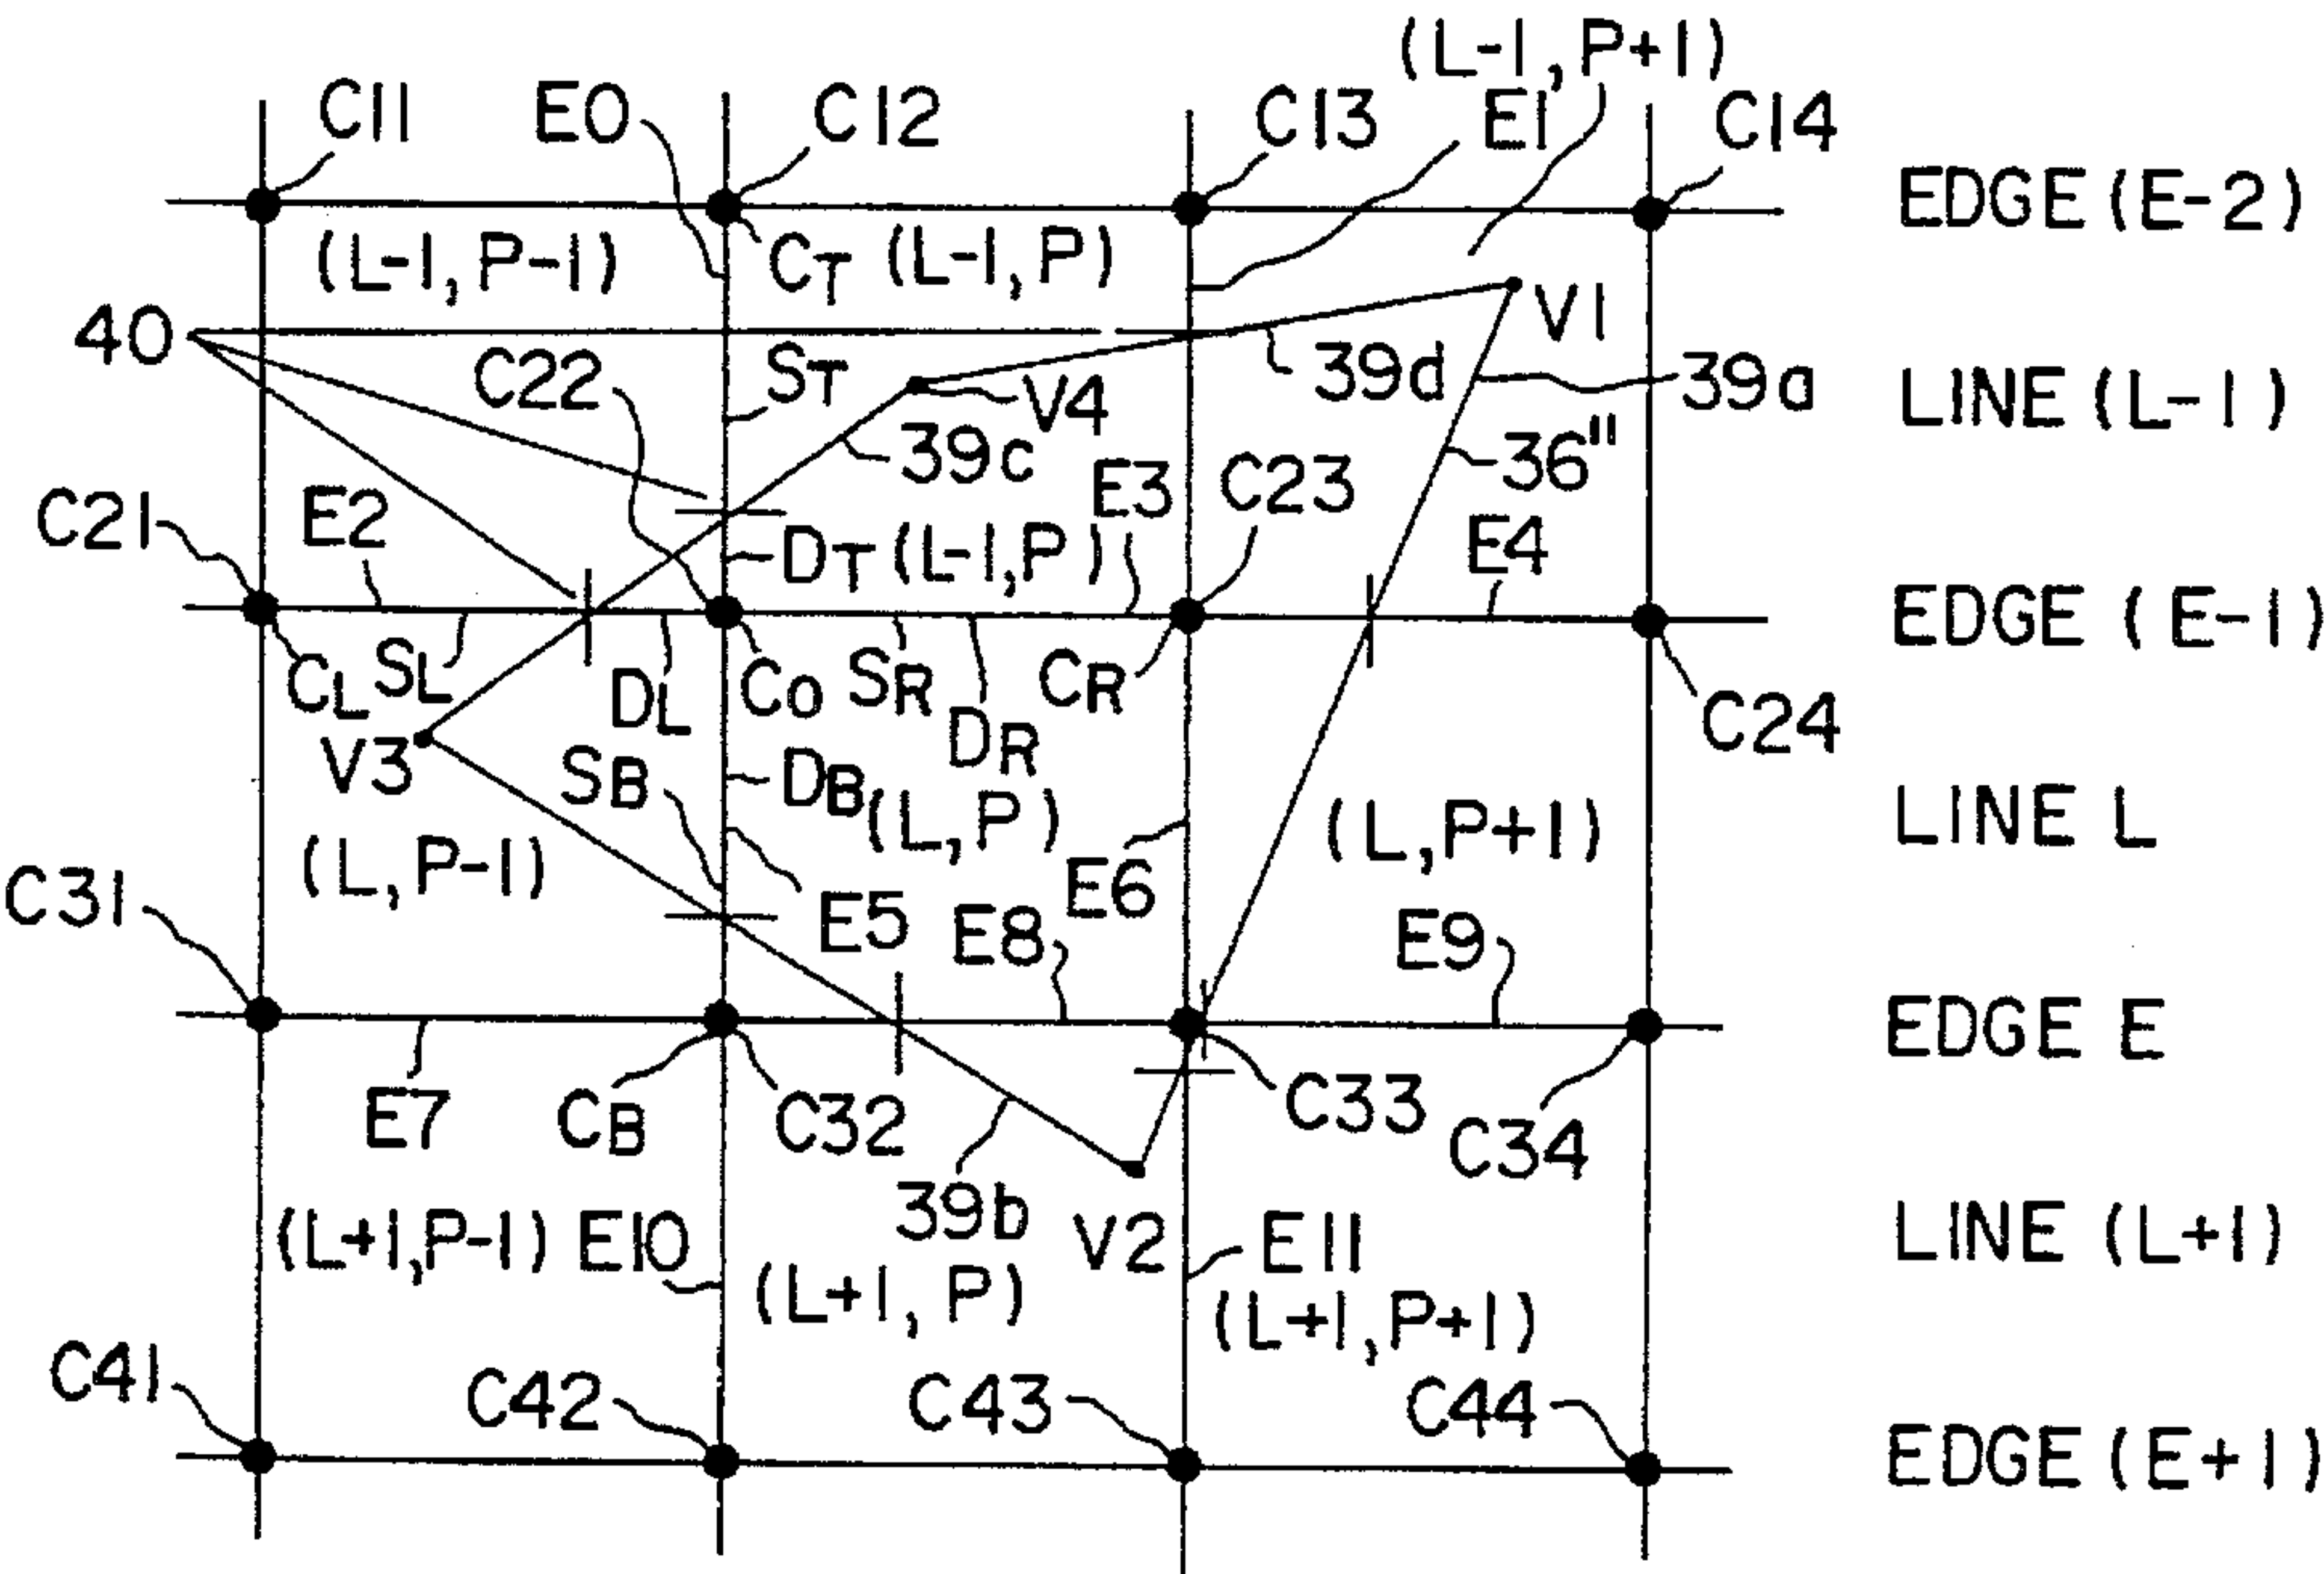 (L-1, P+1)
C11 E0 C12 C13 E1 C14
EDGE (E-2)
(L-1, P-1) CT (L-1, P)
40 C22 ST V4 V1
39d 39a LINE (L-1)
39c 36"
C21 E2 E3 C23 E4
DT (L-1, P)
EDGE (E-1)
CL SL DL CO SR DR CR C24
V3 SB DB (L, P) (L, P+1) LINE L
C31 (L, P-1) E5 E8 E6 E9
EDGE E
E7 CB C32 C33 C34
39b V2
(L+1, P-1) E10 (L+1, P) E11 (L+1, P+1) LINE (L+1)
C41 C42 C43 C44
EDGE (E+1)